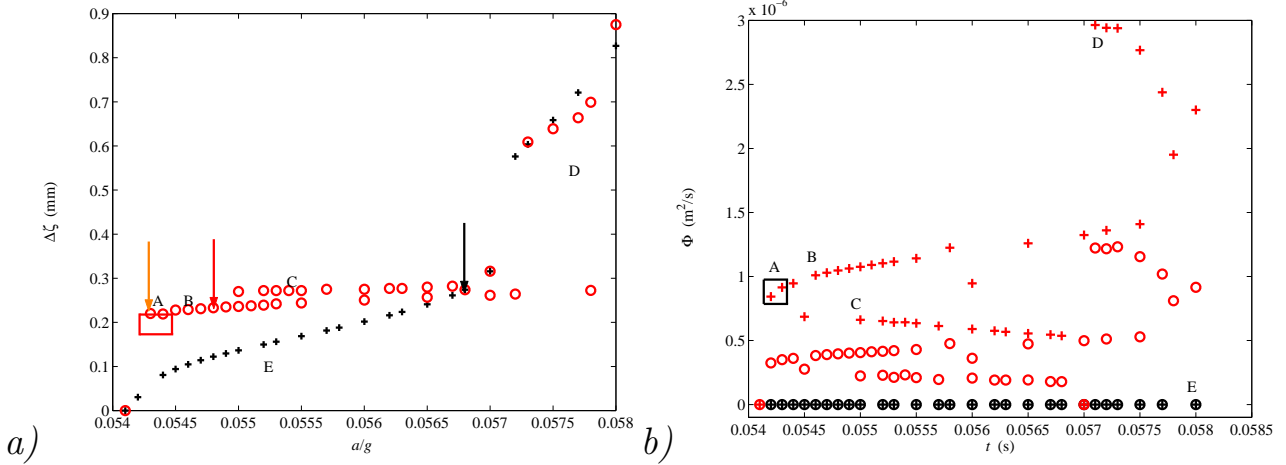 0.9
0.8
0.7
0.6
0.5
0.4
0.3
0.2
0.1
0
Δζ (mm)
A
B
C
D
E
0.054
0.0545
0.055
0.0555
0.056
0.0565
0.057
0.0575
0.058
a/g
a)
3 x 10^-6
2.5
2
1.5
1
0.5
0
Φ (m²/s)
A
B
C
D
E
0.054
0.0545
0.055
0.0555
0.056
0.0565
0.057
0.0575
0.058
0.0585
t (s)
b)